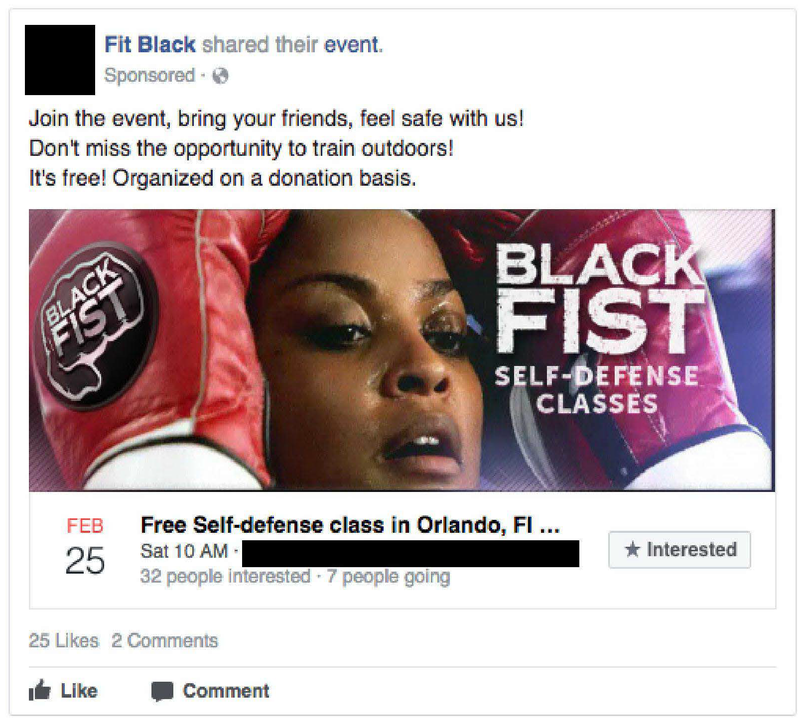 Fit Black shared their event.
Sponsored ·
Join the event, bring your friends, feel safe with us!
Don't miss the opportunity to train outdoors!
It's free! Organized on a donation basis.
BLACK
FIST
BLACK
FIST
SELF-DEFENSE
CLASSES
FEB
25
Free Self-defense class in Orlando, Fl ...
Sat 10 AM ·
32 people interested · 7 people going
★ Interested
25 Likes 2 Comments
Like Comment